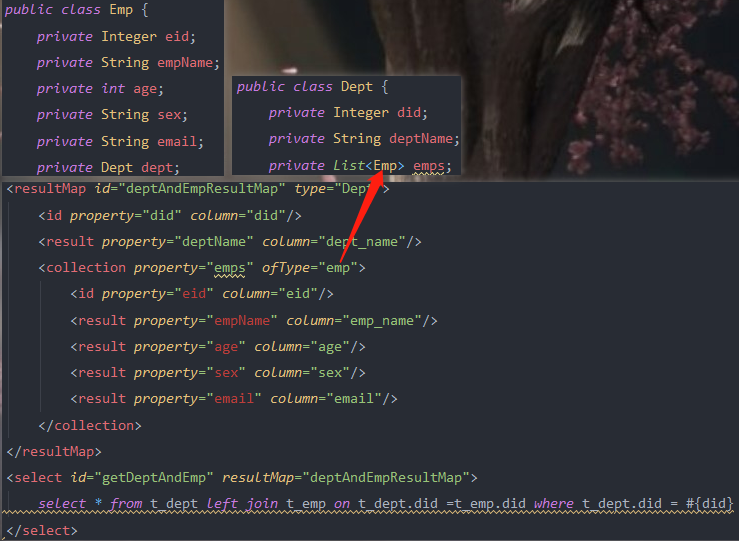 public class Emp {
private Integer eid;
private String empName;
private int age;
private String sex;
private String email;
private Dept dept;
public class Dept {
private Integer did;
private String deptName;
private List<Emp> emps;
<resultMap id="deptAndEmpResultMap" type="Dept">
<id property="did" column="did"/>
<result property="deptName" column="dept_name"/>
<collection property="emps" ofType="emp">
<id property="eid" column="eid"/>
<result property="empName" column="emp_name"/>
<result property="age" column="age"/>
<result property="sex" column="sex"/>
<result property="email" column="email"/>
</collection>
</resultMap>
<select id="getDeptAndEmp" resultMap="deptAndEmpResultMap">
select * from t_dept left join t_emp on t_dept.did =t_emp.did where t_dept.did = #{did}
</select>